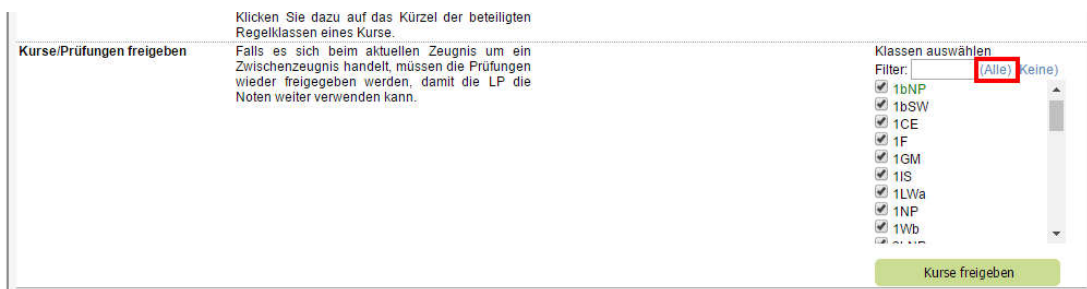 Klicken Sie dazu auf das Kürzel der beteiligten
Regelklassen eines Kurse.
Kurse/Prüfungen freigeben
Falls es sich beim aktuellen Zeugnis um ein
Zwischenzeugnis handelt, müssen die Prüfungen
wieder freigegeben werden, damit die LP die
Noten weiter verwenden kann.
Klassen auswählen
Filter: (Alle) Keine)
1bNP
1bSW
1CE
1F
1GM
1IS
1LWa
1NP
1Wb
Kurse freigeben